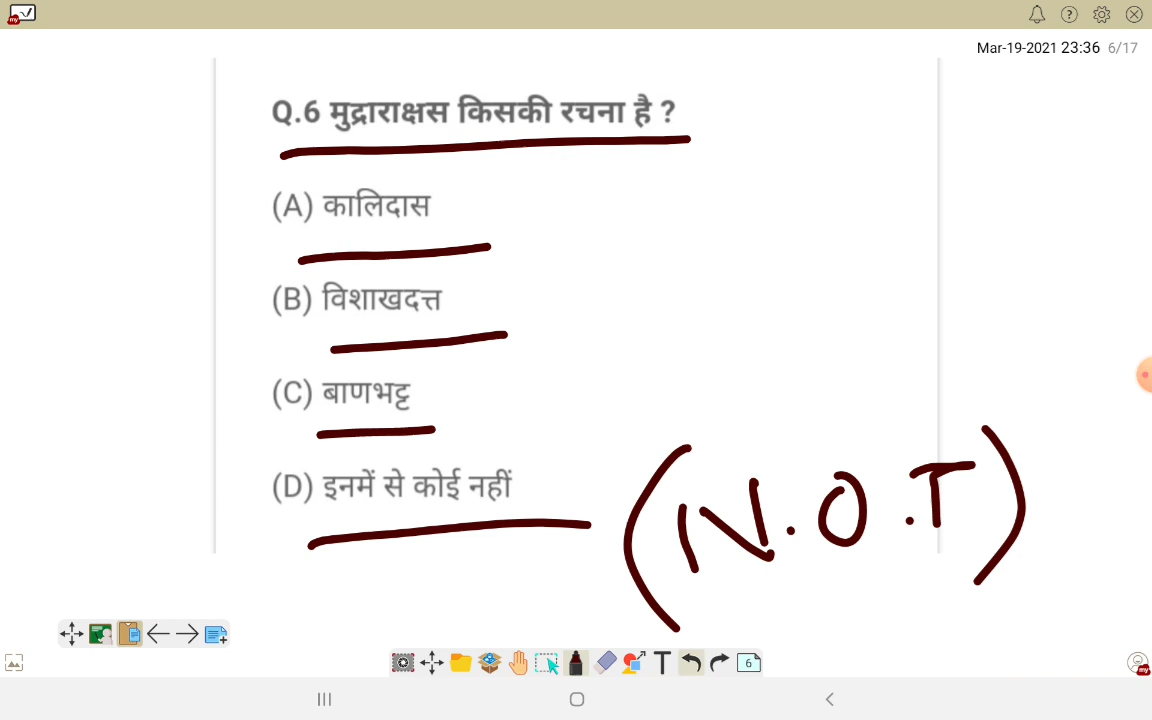 Mar-19-2021 23:36 6/17
Q.6 मुद्राराक्षस किसकी रचना है ?
(A) कालिदास
(B) विशाखदत्त
(C) बाणभट्ट
(D) इनमें से कोई नहीं
(N.O.T)
T 6